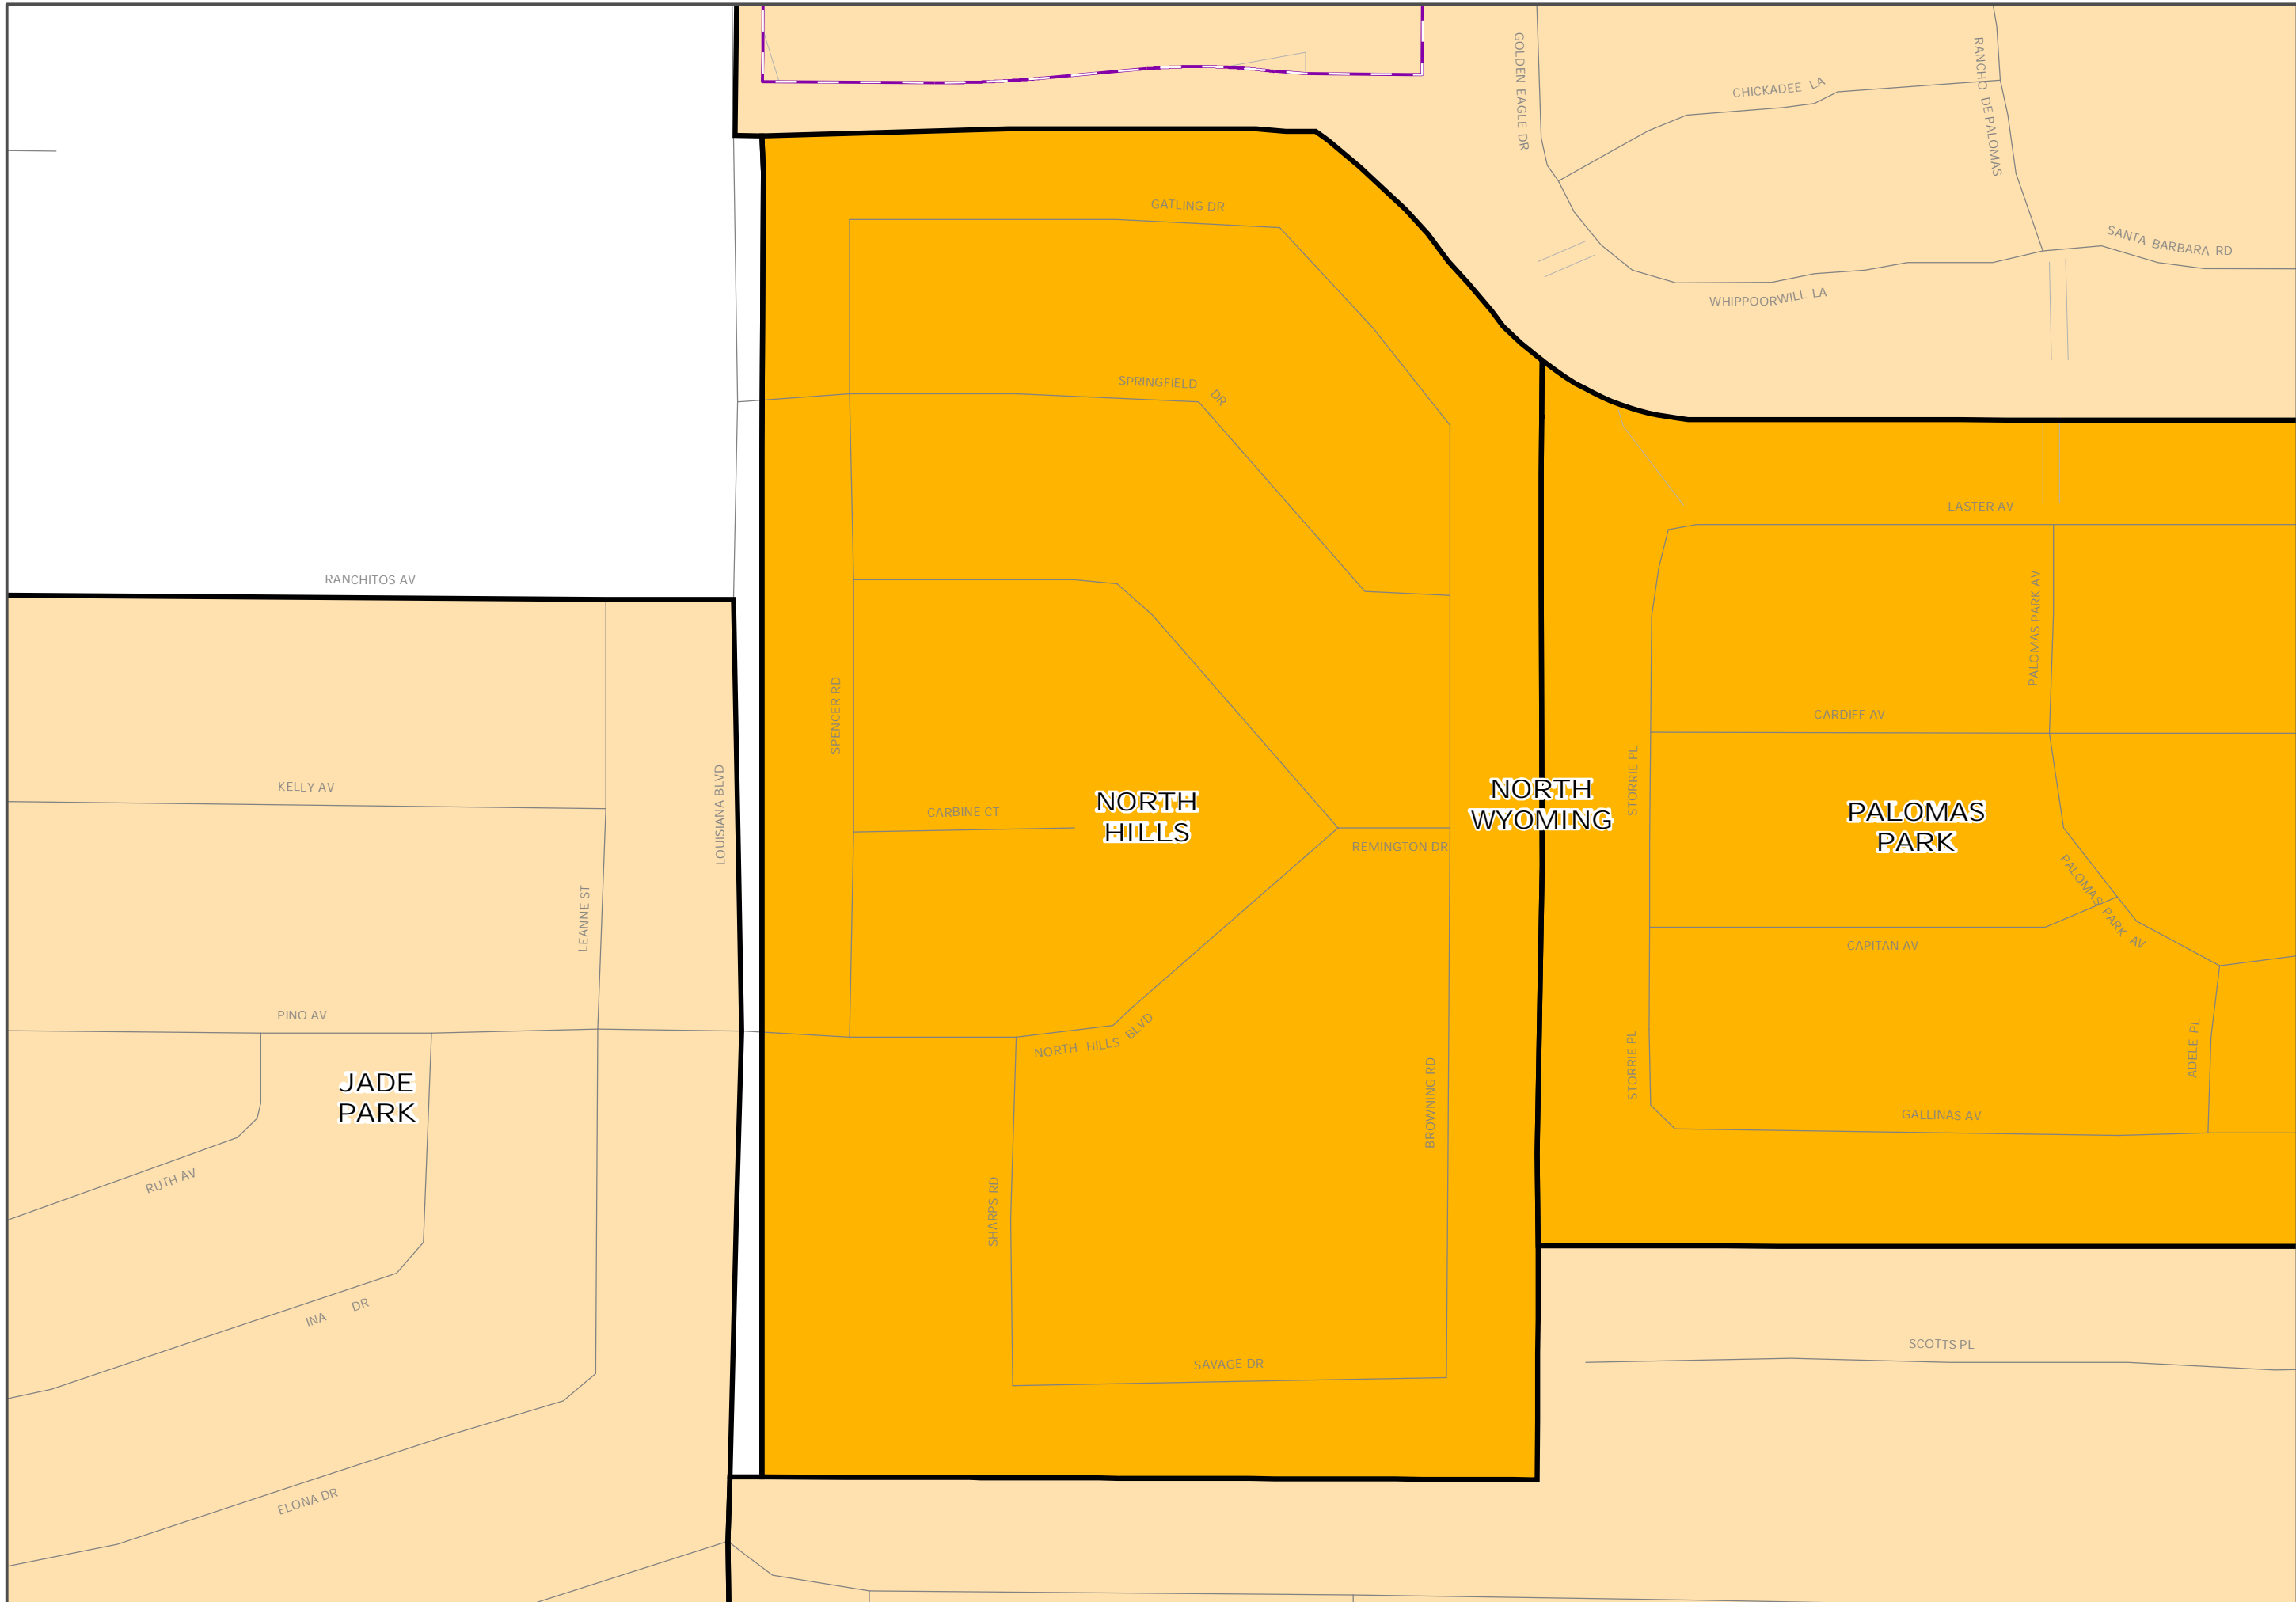 GOLDEN EAGLE DR
CHICKADEE LA
RANCHO DE PALOMAS
SANTA BARBARA RD
WHIPPOORWILL LA
GATLING DR
SPRINGFIELD DR
LASTER AV
RANCHITOS AV
PALOMAS PARK AV
SPENCER RD
CARDIFF AV
STORRIE PL
KELLY AV
LOUISIANA BLVD
CARBINE CT
NORTH
HILLS
NORTH
WYOMING
PALOMAS
PARK
REMINGTON DR
LEANNE ST
PALOMAS PARK AV
CAPITAN AV
PINO AV
NORTH HILLS BLVD
BROWNING RD
STORRIE PL
ADELE PL
JADE
PARK
GALLINAS AV
RUTH AV
SHARPS RD
INA DR
SAVAGE DR
SCOTTS PL
ELONA DR